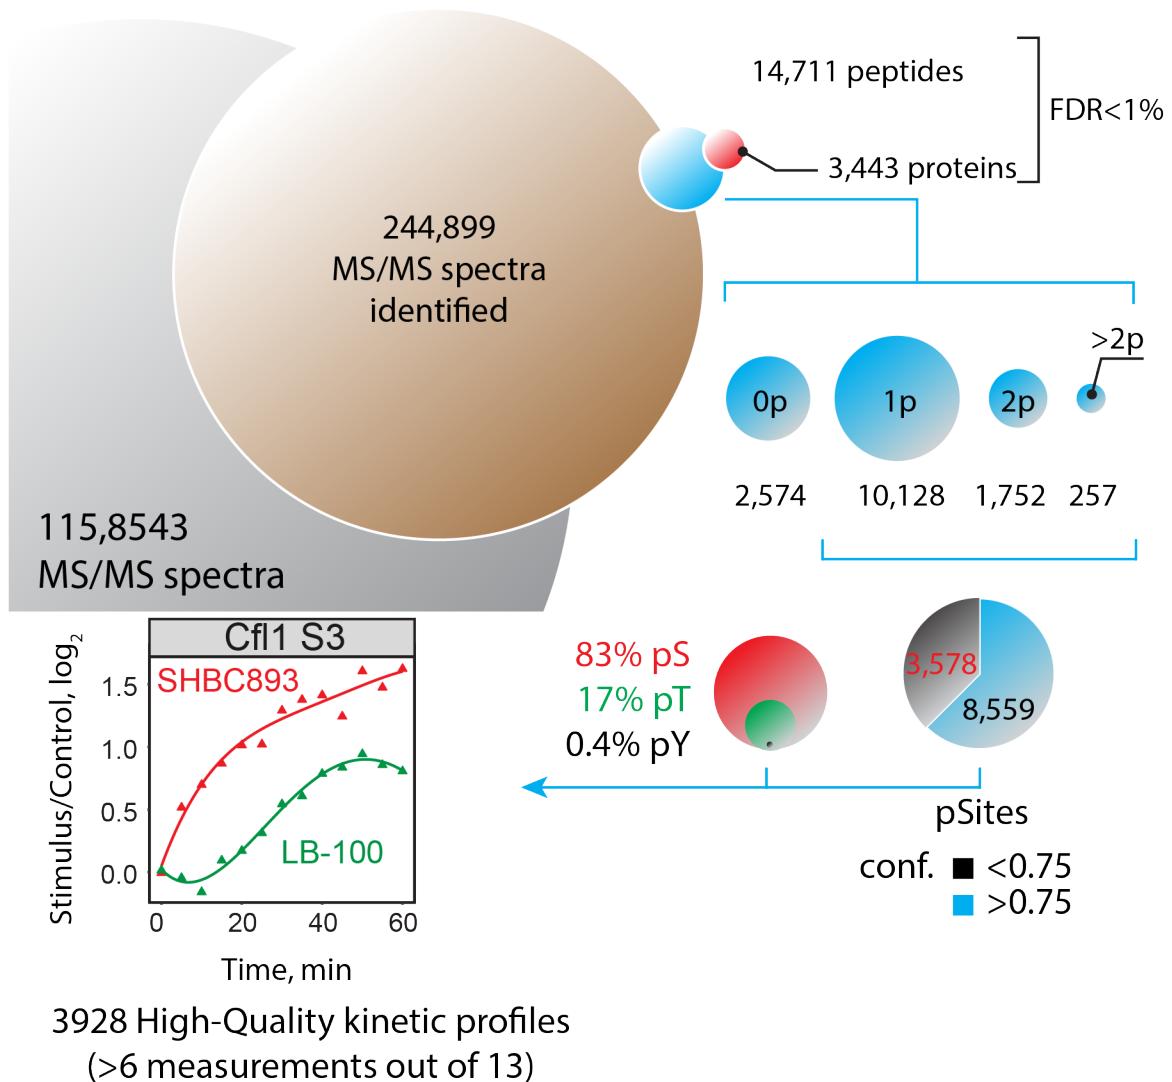 14,711 peptides
FDR<1%
3,443 proteins
244,899
MS/MS spectra
identified
>2p
0p
1p
2p
2,574
10,128
1,752
257
115,8543
MS/MS spectra
83% pS
17% pT
0.4% pY
3,578
8,559
pSites
conf.
<0.75
>0.75
Cfl1 S3
SHBC893
LB-100
Stimulus/Control, log2
1.5
1.0
0.5
0.0
0
20
40
60
Time, min
3928 High-Quality kinetic profiles
(>6 measurements out of 13)